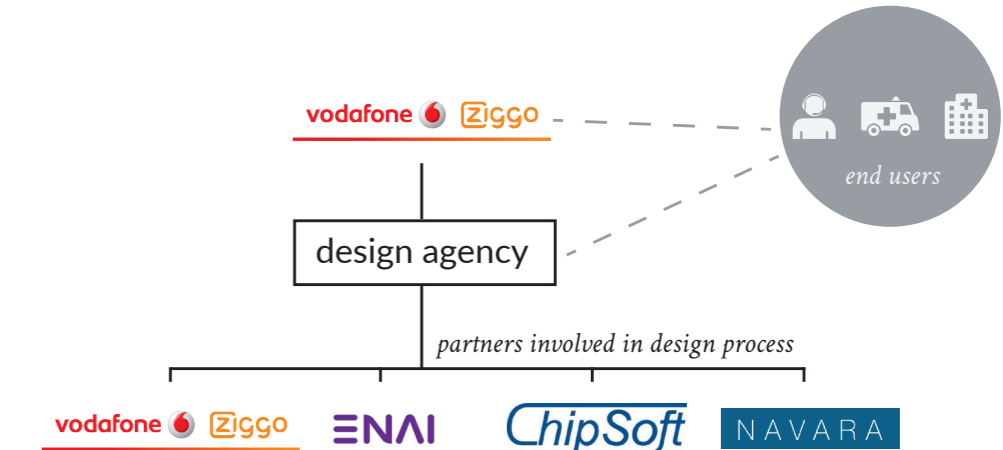 vodafone ziggo
end users
design agency
partners involved in design process
vodafone ziggo ENAI ChipSoft NAVARA